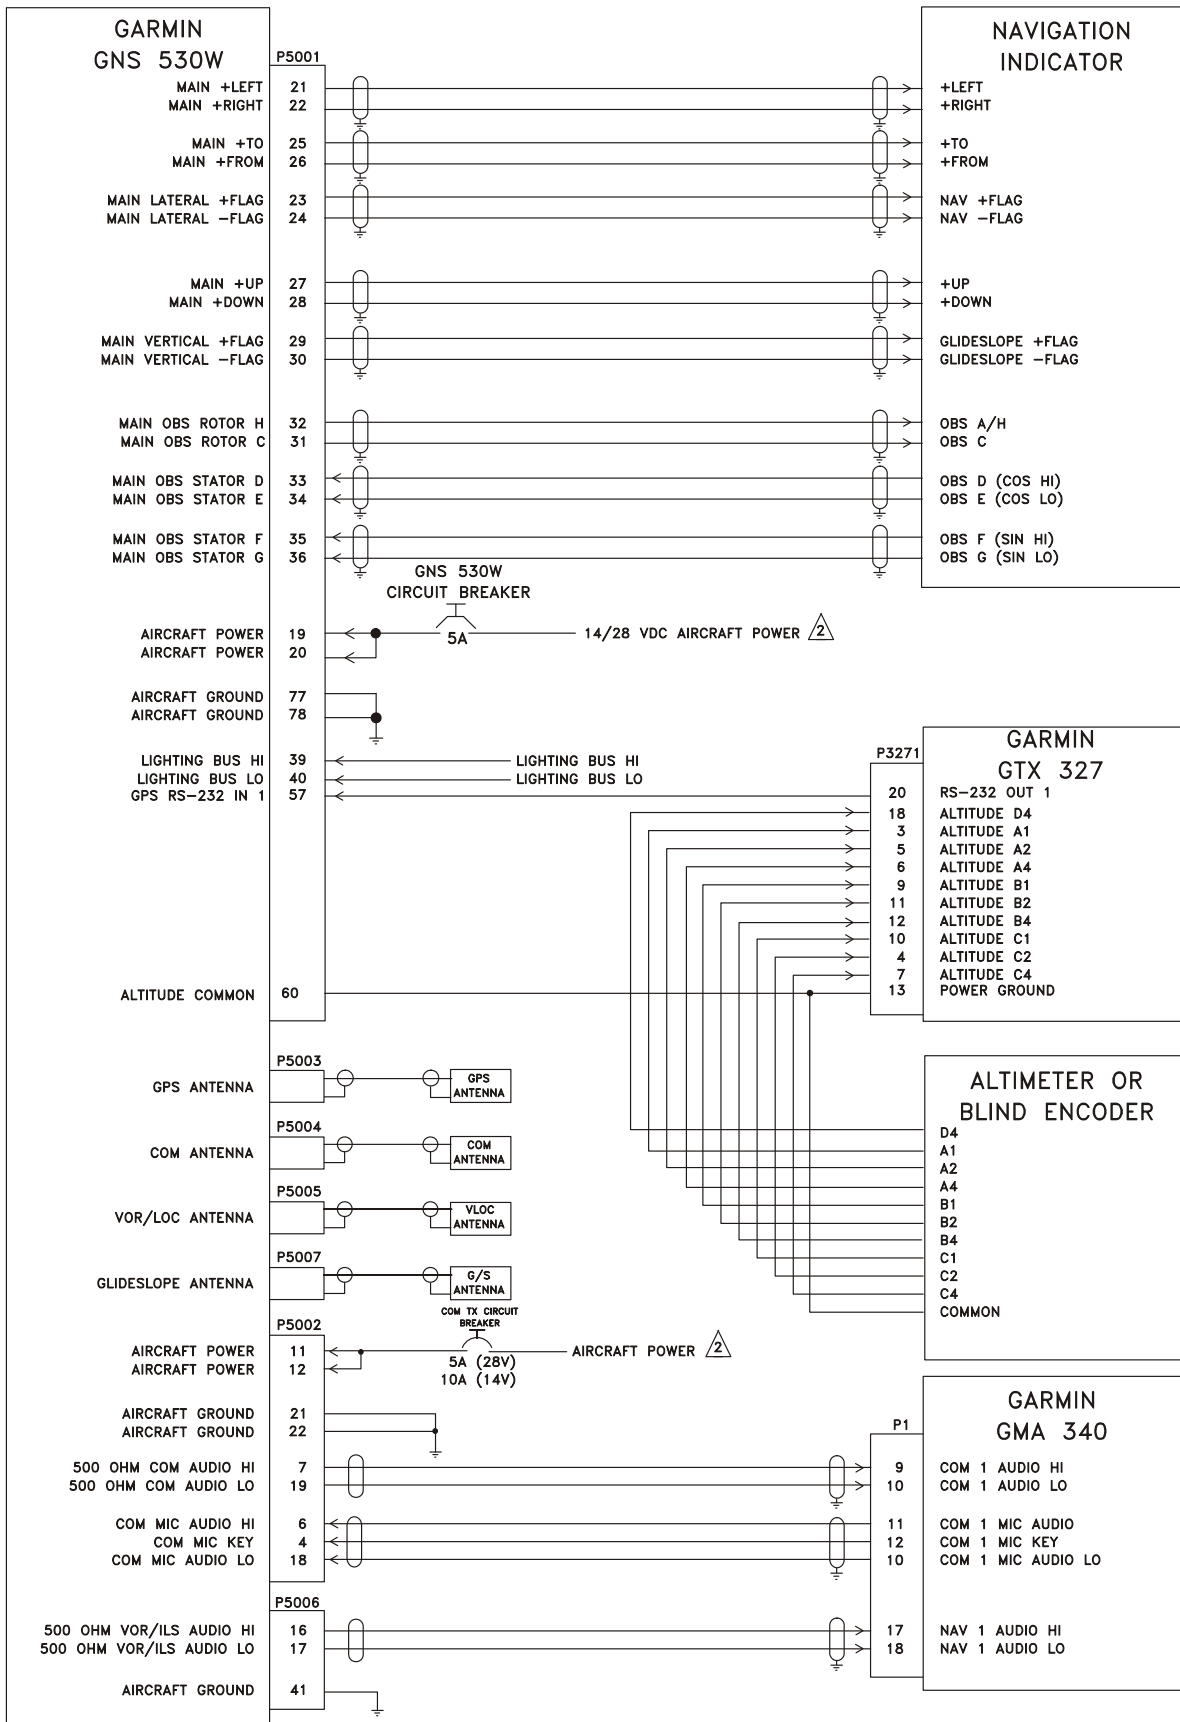 GARMIN
GNS 530W
NAVIGATION
INDICATOR
P5001
MAIN +LEFT 21 +LEFT
MAIN +RIGHT 22 +RIGHT
MAIN +TO 25 +TO
MAIN +FROM 26 +FROM
MAIN LATERAL +FLAG 23 NAV +FLAG
MAIN LATERAL -FLAG 24 NAV -FLAG
MAIN +UP 27 +UP
MAIN +DOWN 28 +DOWN
MAIN VERTICAL +FLAG 29 GLIDESLOPE +FLAG
MAIN VERTICAL -FLAG 30 GLIDESLOPE -FLAG
MAIN OBS ROTOR H 32 OBS A/H
MAIN OBS ROTOR C 31 OBS C
MAIN OBS STATOR D 33 OBS D (COS HI)
MAIN OBS STATOR E 34 OBS E (COS LO)
MAIN OBS STATOR F 35 OBS F (SIN HI)
MAIN OBS STATOR G 36 OBS G (SIN LO)
GNS 530W
CIRCUIT BREAKER
AIRCRAFT POWER 19 5A 14/28 VDC AIRCRAFT POWER 2
AIRCRAFT POWER 20
AIRCRAFT GROUND 77
AIRCRAFT GROUND 78
LIGHTING BUS HI 39 LIGHTING BUS HI
LIGHTING BUS LO 40 LIGHTING BUS LO
GPS RS-232 IN 1 57
P3271
GARMIN
GTX 327
20 RS-232 OUT 1
18 ALTITUDE D4
3 ALTITUDE A1
5 ALTITUDE A2
6 ALTITUDE A4
9 ALTITUDE B1
11 ALTITUDE B2
12 ALTITUDE B4
10 ALTITUDE C1
4 ALTITUDE C2
7 ALTITUDE C4
ALTITUDE COMMON 60 13 POWER GROUND
P5003
GPS ANTENNA GPS
ANTENNA
P5004
COM ANTENNA COM
ANTENNA
P5005
VOR/LOC ANTENNA VLOC
ANTENNA
P5007
GLIDESLOPE ANTENNA G/S
ANTENNA
ALTIMETER OR
BLIND ENCODER
D4
A1
A2
A4
B1
B2
B4
C1
C2
C4
COMMON
COM TX CIRCUIT
BREAKER
P5002
AIRCRAFT POWER 11 AIRCRAFT POWER 2
AIRCRAFT POWER 12
5A (28V)
10A (14V)
AIRCRAFT GROUND 21
AIRCRAFT GROUND 22
P1
GARMIN
GMA 340
500 OHM COM AUDIO HI 7 9 COM 1 AUDIO HI
500 OHM COM AUDIO LO 19 10 COM 1 AUDIO LO
COM MIC AUDIO HI 6 11 COM 1 MIC AUDIO
COM MIC KEY 4 12 COM 1 MIC KEY
COM MIC AUDIO LO 18 10 COM 1 MIC AUDIO LO
P5006
500 OHM VOR/ILS AUDIO HI 16 17 NAV 1 AUDIO HI
500 OHM VOR/ILS AUDIO LO 17 18 NAV 1 AUDIO LO
AIRCRAFT GROUND 41